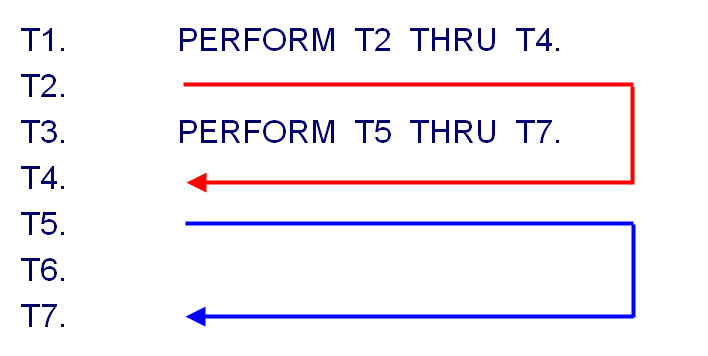 T1. PERFORM T2 THRU T4.
T2.
T3. PERFORM T5 THRU T7.
T4.
T5.
T6.
T7.